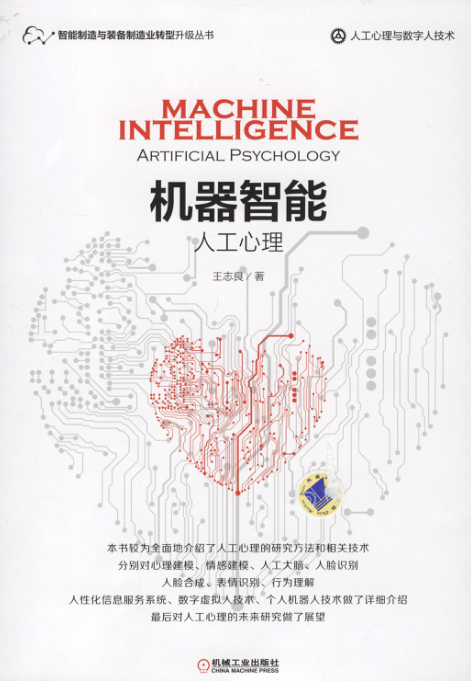 智能制造与装备制造业转型升级丛书
人工心理与数字人技术
MACHINE
INTELLIGENCE
ARTIFICIAL PSYCHOLOGY
机器智能
人工心理
王志良／著
本书较为全面地介绍了人工心理的研究方法和相关技术
分别对心理建模、情感建模、人工大脑、人脸识别
人脸合成、表情识别、行为理解
人性化信息服务系统、数字虚拟人技术、个人机器人技术做了详细介绍
最后对人工心理的未来研究做了展望
机械工业出版社
CHINA MACHINE PRESS